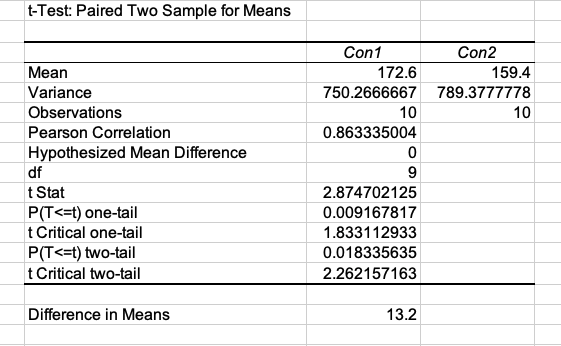 t-Test: Paired Two Sample for Means
Con1 Con2
Mean 172.6 159.4
Variance 750.2666667 789.3777778
Observations 10 10
Pearson Correlation 0.863335004
Hypothesized Mean Difference 0
df 9
t Stat 2.874702125
P(T<=t) one-tail 0.009167817
t Critical one-tail 1.833112933
P(T<=t) two-tail 0.018335635
t Critical two-tail 2.262157163
Difference in Means 13.2